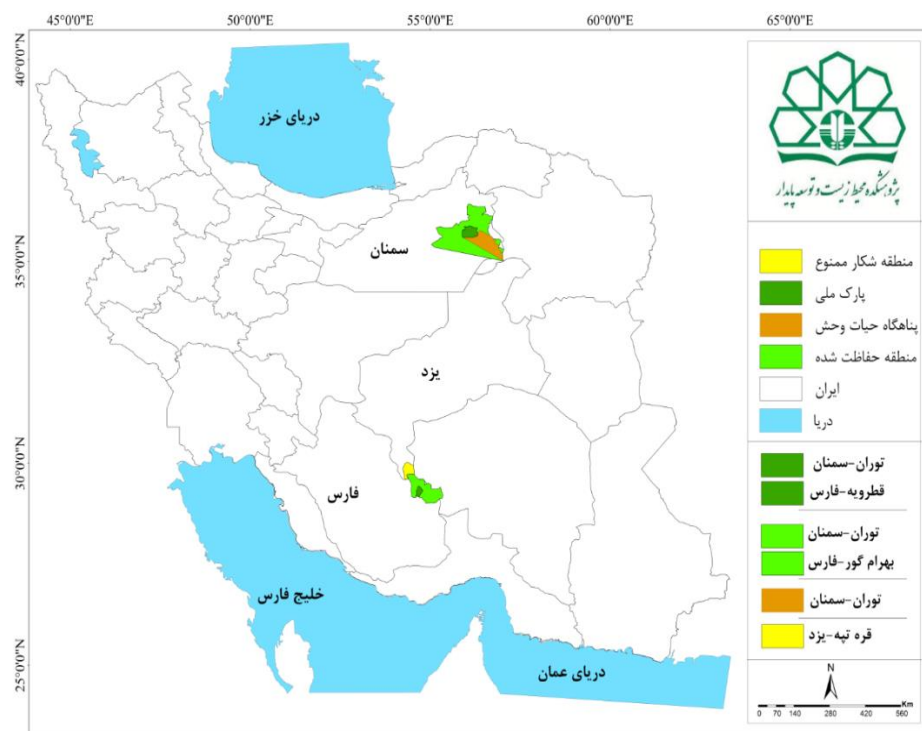 45°0'0"E 50°0'0"E 55°0'0"E 60°0'0"E 65°0'0"E
40°0'0"N
35°0'0"N
30°0'0"N
25°0'0"N
دریای خزر
سمنان
یزد
فارس
خلیج فارس
دریای عمان
پژوهشکده محیط زیست و توسعه پایدار
منطقه شکار ممنوع
پارک ملی
پناهگاه حیات وحش
منطقه حفاظت شده
ایران
دریا
توران-سمنان
قطرویه-فارس
توران-سمنان
بهرام گور-فارس
توران-سمنان
قره تپه-یزد
N
Km
0 70 140 280 420 560